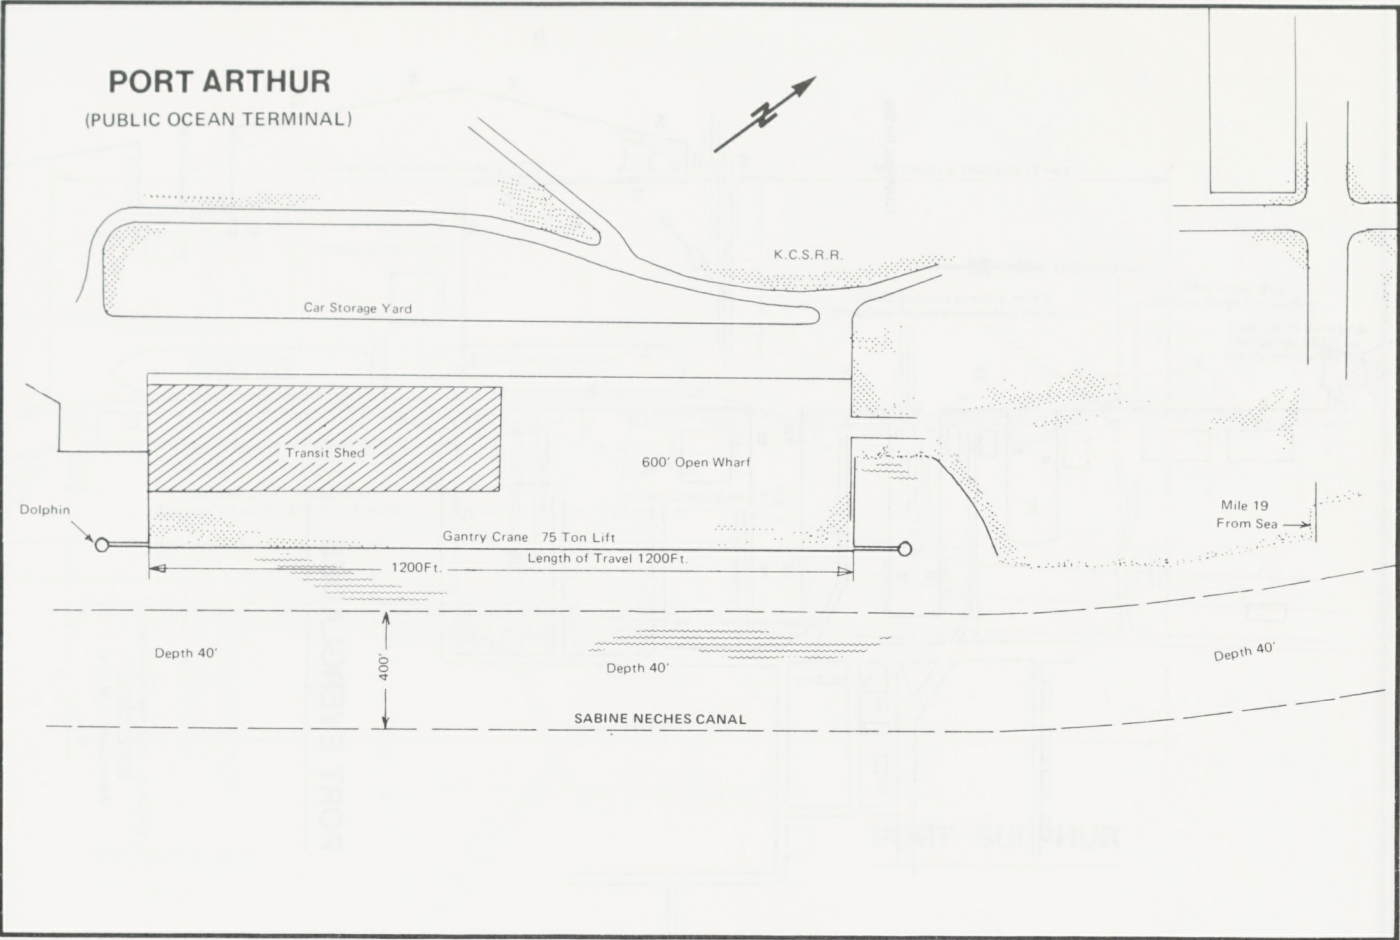 PORT ARTHUR
(PUBLIC OCEAN TERMINAL)
N
K.C.S.R.R.
Car Storage Yard
Transit Shed
600' Open Wharf
Dolphin
Mile 19
From Sea
Gantry Crane 75 Ton Lift
Length of Travel 1200Ft.
1200Ft.
Depth 40'
400'
Depth 40'
Depth 40'
SABINE NECHES CANAL
PORT SULPHUR